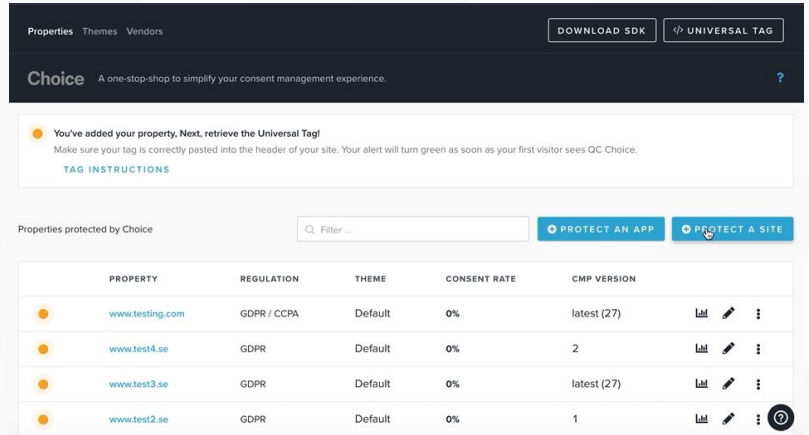 Properties Themes Vendors DOWNLOAD SDK </> UNIVERSAL TAG
Choice A one-stop-shop to simplify your consent management experience. ?
You've added your property, Next, retrieve the Universal Tag!
Make sure your tag is correctly pasted into the header of your site. Your alert will turn green as soon as your first visitor sees QC Choice.
TAG INSTRUCTIONS
Properties protected by Choice Filter ... PROTECT AN APP PROTECT A SITE
PROPERTY REGULATION THEME CONSENT RATE CMP VERSION
www.testing.com GDPR / CCPA Default 0% latest (27)
www.test4.se GDPR Default 0% 2
www.test3.se GDPR Default 0% latest (27)
www.test2.se GDPR Default 0% 1 ?